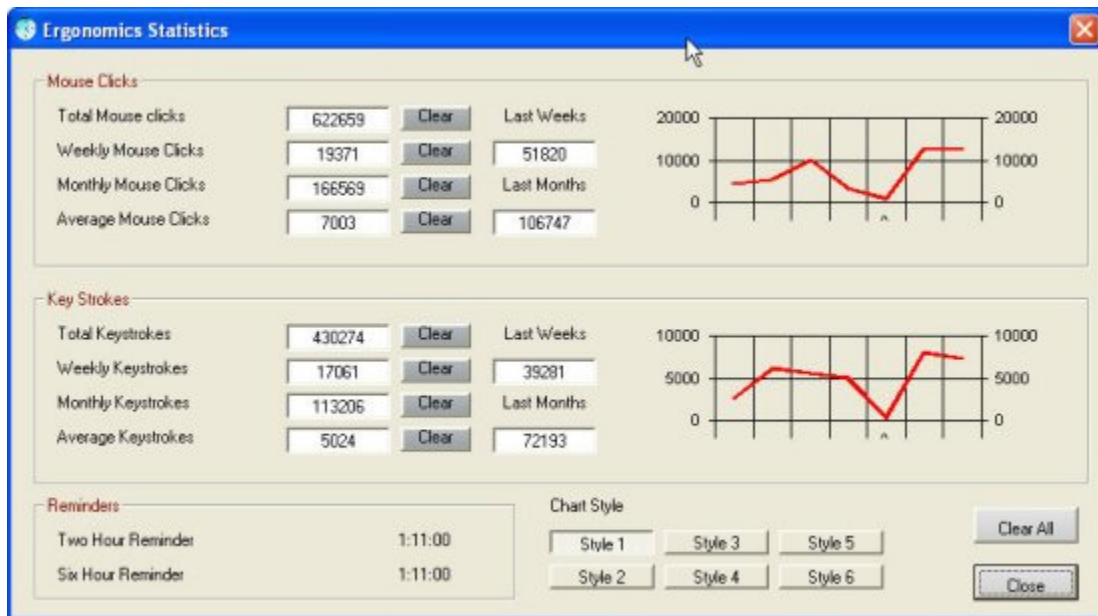 Ergonomics Statistics
Mouse Clicks
Total Mouse clicks 622659 Clear Last Weeks
Weekly Mouse Clicks 19371 Clear 51820
Monthly Mouse Clicks 166569 Clear Last Months
Average Mouse Clicks 7003 Clear 106747
20000 20000
10000 10000
0 0
Key Strokes
Total Keystrokes 430274 Clear Last Weeks
Weekly Keystrokes 17061 Clear 39281
Monthly Keystrokes 113206 Clear Last Months
Average Keystrokes 5024 Clear 72193
10000 10000
5000 5000
0 0
Reminders
Two Hour Reminder 1:11:00
Six Hour Reminder 1:11:00
Chart Style
Style 1 Style 3 Style 5
Style 2 Style 4 Style 6
Clear All
Close